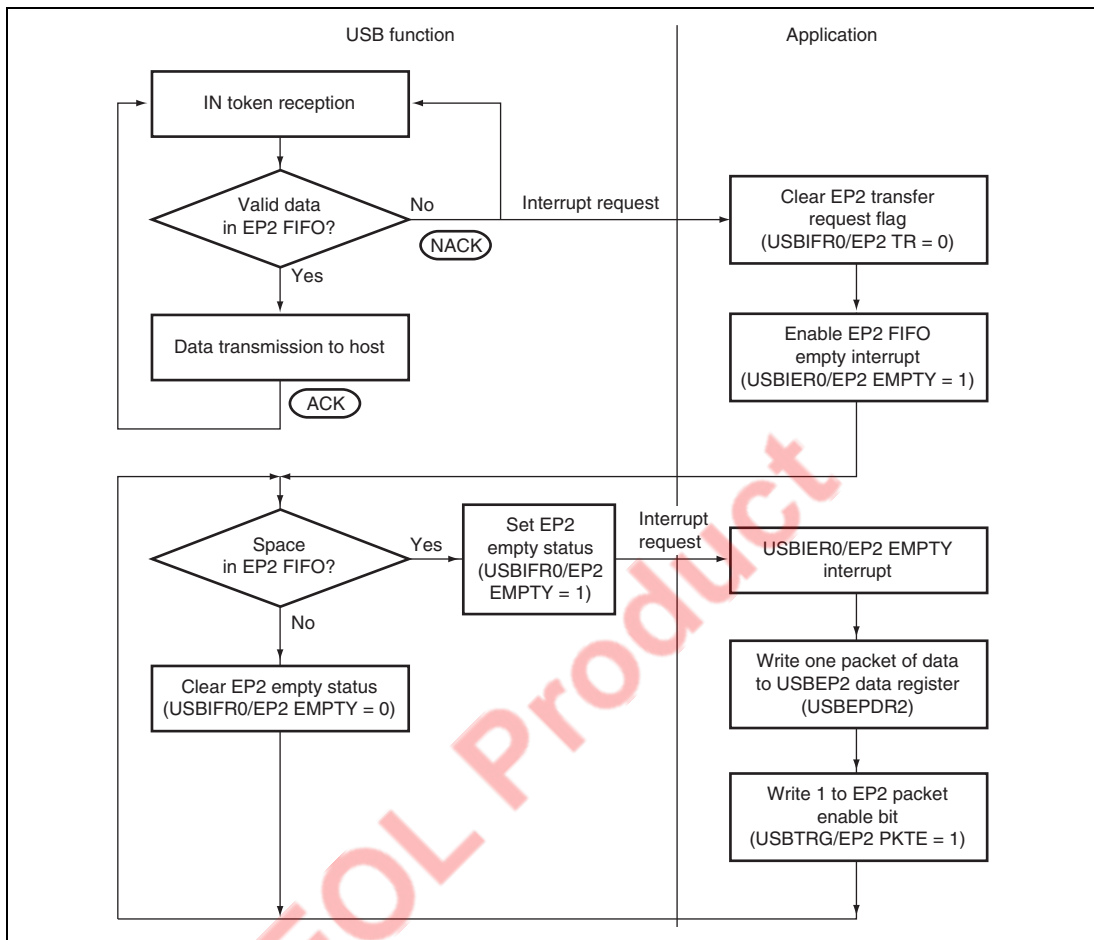 USB function
Application
IN token reception
Valid data
in EP2 FIFO?
No
NACK
Yes
Interrupt request
Clear EP2 transfer
request flag
(USBIFR0/EP2 TR = 0)
Data transmission to host
ACK
Enable EP2 FIFO
empty interrupt
(USBIER0/EP2 EMPTY = 1)
Space
in EP2 FIFO?
Yes
No
Set EP2
empty status
(USBIFR0/EP2
EMPTY = 1)
Interrupt
request
USBIER0/EP2 EMPTY
interrupt
Clear EP2 empty status
(USBIFR0/EP2 EMPTY = 0)
Write one packet of data
to USBEP2 data register
(USBEPDR2)
Write 1 to EP2 packet
enable bit
(USBTRG/EP2 PKTE = 1)
EOL Product